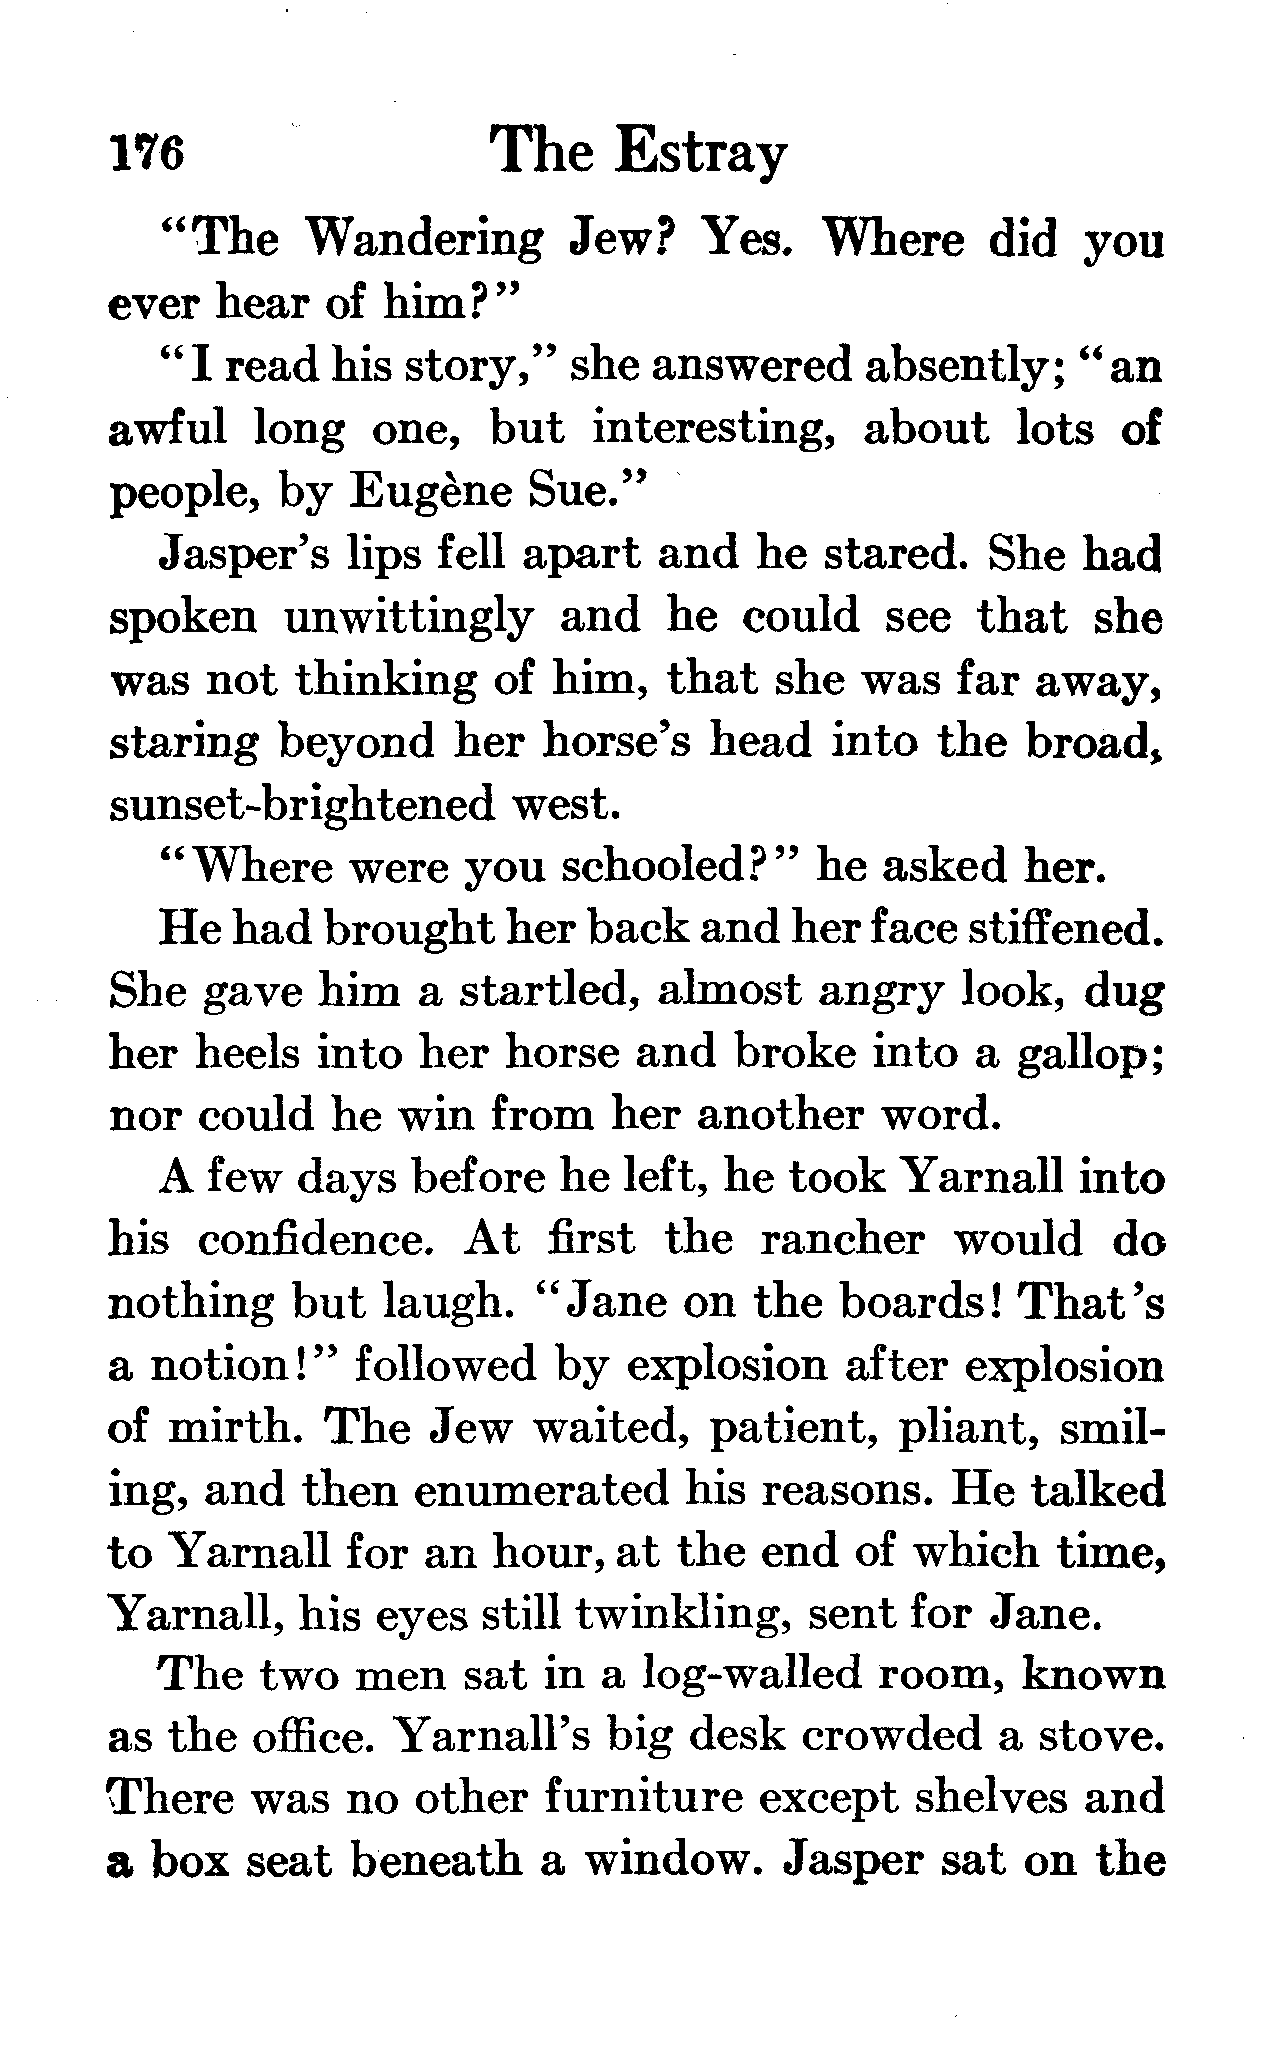 176 The Estray
"The Wandering Jew? Yes. Where did you
ever hear of him?"
"I read his story," she answered absently; "an
awful long one, but interesting, about lots of
people, by Eugène Sue."
Jasper's lips fell apart and he stared. She had
spoken unwittingly and he could see that she
was not thinking of him, that she was far away,
staring beyond her horse's head into the broad,
sunset-brightened west.
"Where were you schooled?" he asked her.
He had brought her back and her face stiffened.
She gave him a startled, almost angry look, dug
her heels into her horse and broke into a gallop;
nor could he win from her another word.
A few days before he left, he took Yarnall into
his confidence. At first the rancher would do
nothing but laugh. "Jane on the boards! That's
a notion!" followed by explosion after explosion
of mirth. The Jew waited, patient, pliant, smil-
ing, and then enumerated his reasons. He talked
to Yarnall for an hour, at the end of which time,
Yarnall, his eyes still twinkling, sent for Jane.
The two men sat in a log-walled room, known
as the office. Yarnall's big desk crowded a stove.
There was no other furniture except shelves and
a box seat beneath a window. Jasper sat on the